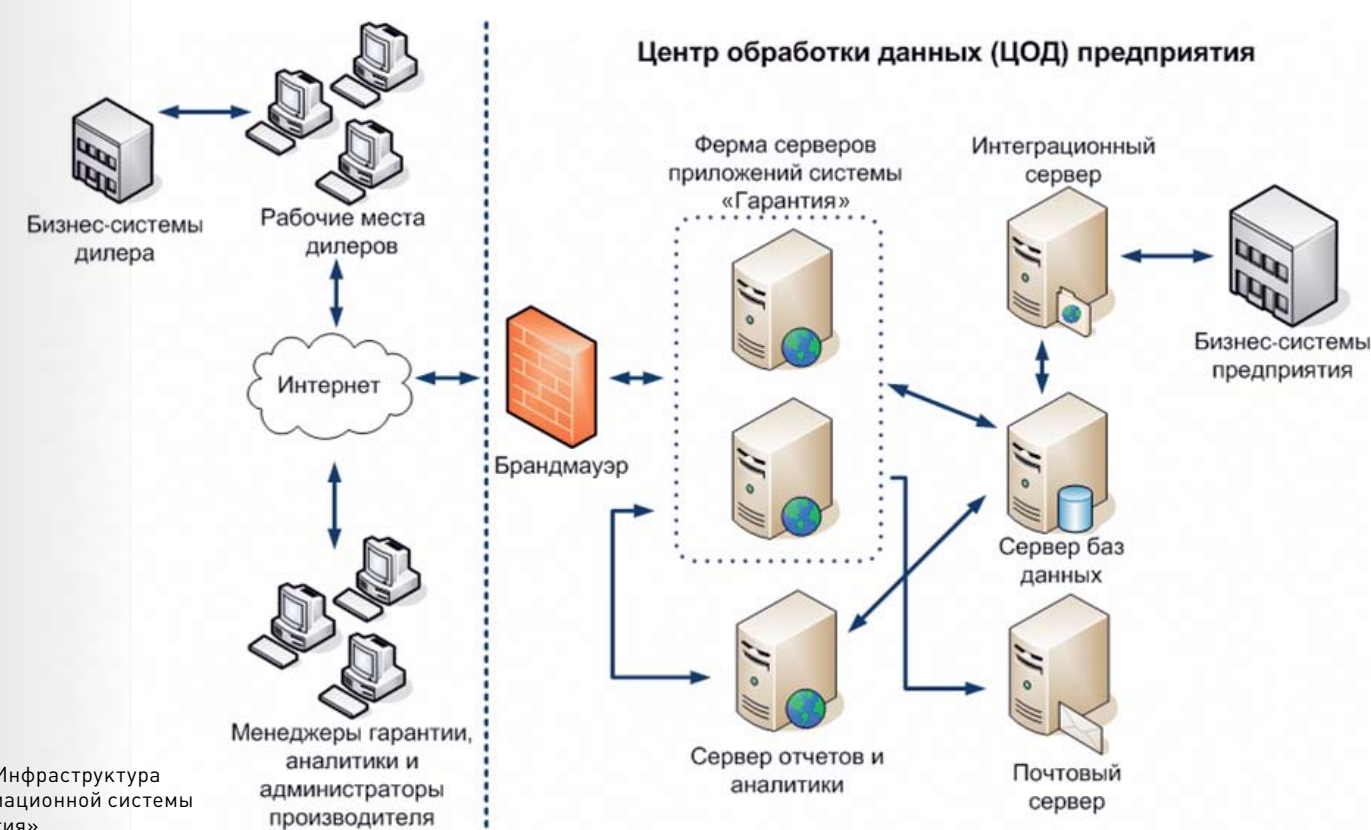 Центр обработки данных (ЦОД) предприятия
Бизнес-системы
дилера
Рабочие места
дилеров
Интернет
Менеджеры гарантии,
аналитики и
администраторы
производителя
Брандмауэр
Ферма серверов
приложений системы
«Гарантия»
Интеграционный
сервер
Бизнес-системы
предприятия
Сервер баз
данных
Сервер отчетов и
аналитики
Почтовый
сервер
Инфраструктура
системы